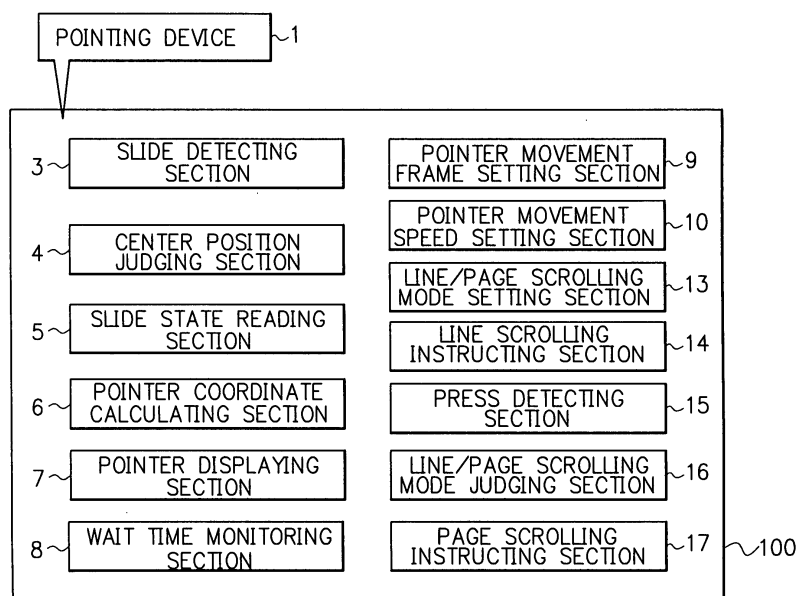 POINTING DEVICE
1
3
SLIDE DETECTING
SECTION
4
CENTER POSITION
JUDGING SECTION
5
SLIDE STATE READING
SECTION
6
POINTER COORDINATE
CALCULATING SECTION
7
POINTER DISPLAYING
SECTION
8
WAIT TIME MONITORING
SECTION
POINTER MOVEMENT
FRAME SETTING SECTION
9
POINTER MOVEMENT
SPEED SETTING SECTION
10
LINE/PAGE SCROLLING
MODE SETTING SECTION
13
LINE SCROLLING
INSTRUCTING SECTION
14
PRESS DETECTING
SECTION
15
LINE/PAGE SCROLLING
MODE JUDGING SECTION
16
PAGE SCROLLING
INSTRUCTING SECTION
17
100